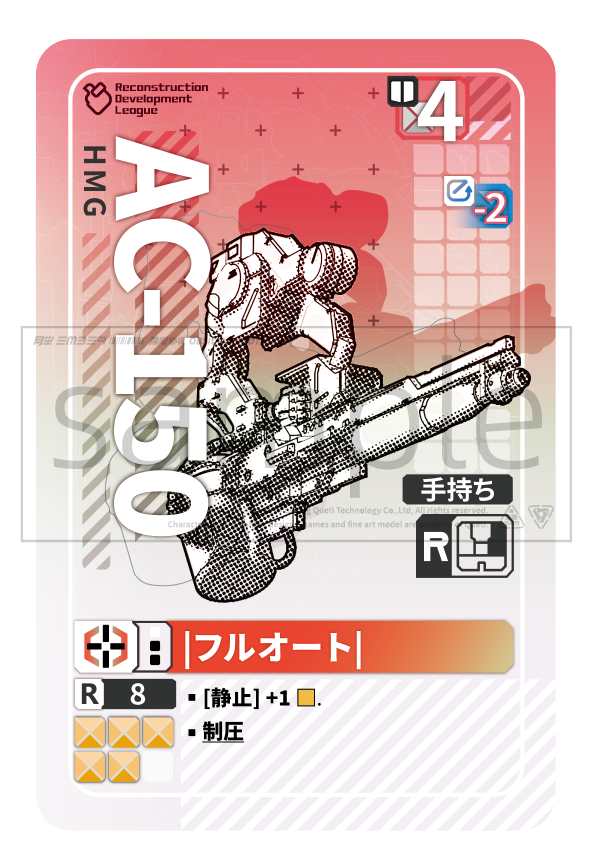 Reconstruction
Development
League
4
HMG
AC-150
-2
sample
手持ち
R
|フルオート|
R 8
▪ [静止] +1 .
▪ 制圧